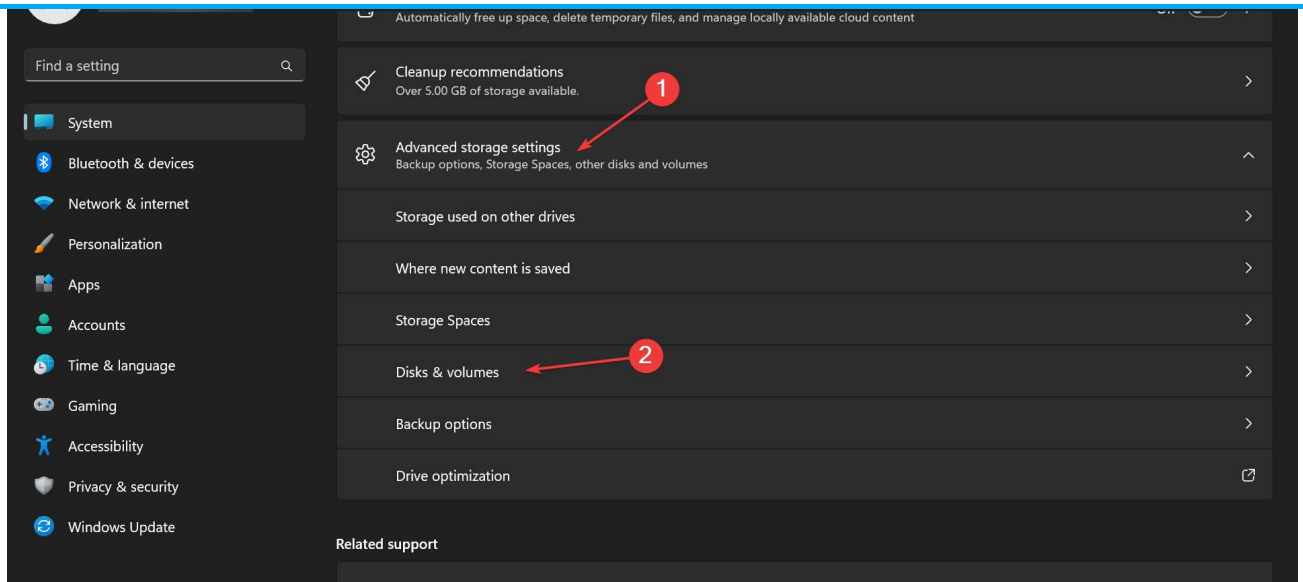 Automatically free up space, delete temporary files, and manage locally available cloud content
Find a setting
System
Bluetooth & devices
Network & internet
Personalization
Apps
Accounts
Time & language
Gaming
Accessibility
Privacy & security
Windows Update
Cleanup recommendations
Over 5.00 GB of storage available.
1
Advanced storage settings
Backup options, Storage Spaces, other disks and volumes
Storage used on other drives
Where new content is saved
Storage Spaces
2
Disks & volumes
Backup options
Drive optimization
Related support